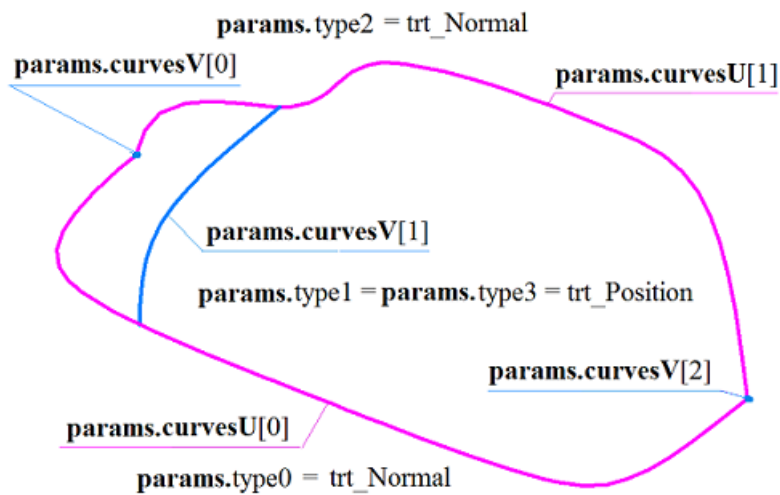 params.type2 = trt_Normal
params.curvesV[0]
params.curvesU[1]
params.curvesV[1]
params.type1 = params.type3 = trt_Position
params.curvesV[2]
params.curvesU[0]
params.type0 = trt_Normal